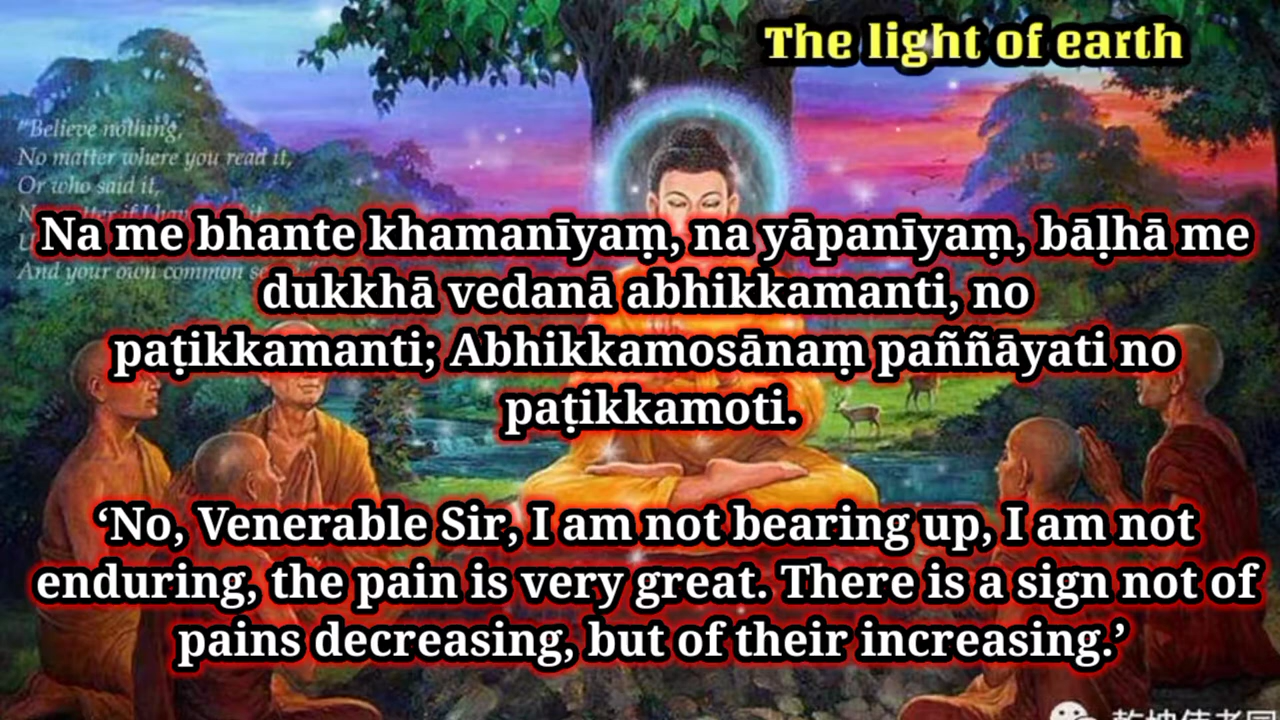 The light of earth
"Believe nothing,
No matter where you read it,
Or who said it,
Na me bhante khamanīyaṃ, na yāpanīyaṃ, bāḷhā me
And your own common
dukkhā vedanā abhikkamanti, no
paṭikkamanti; Abhikkamosānaṃ paññāyati no
paṭikkamoti.
‘No, Venerable Sir, I am not bearing up, I am not
enduring, the pain is very great. There is a sign not of
pains decreasing, but of their increasing.’